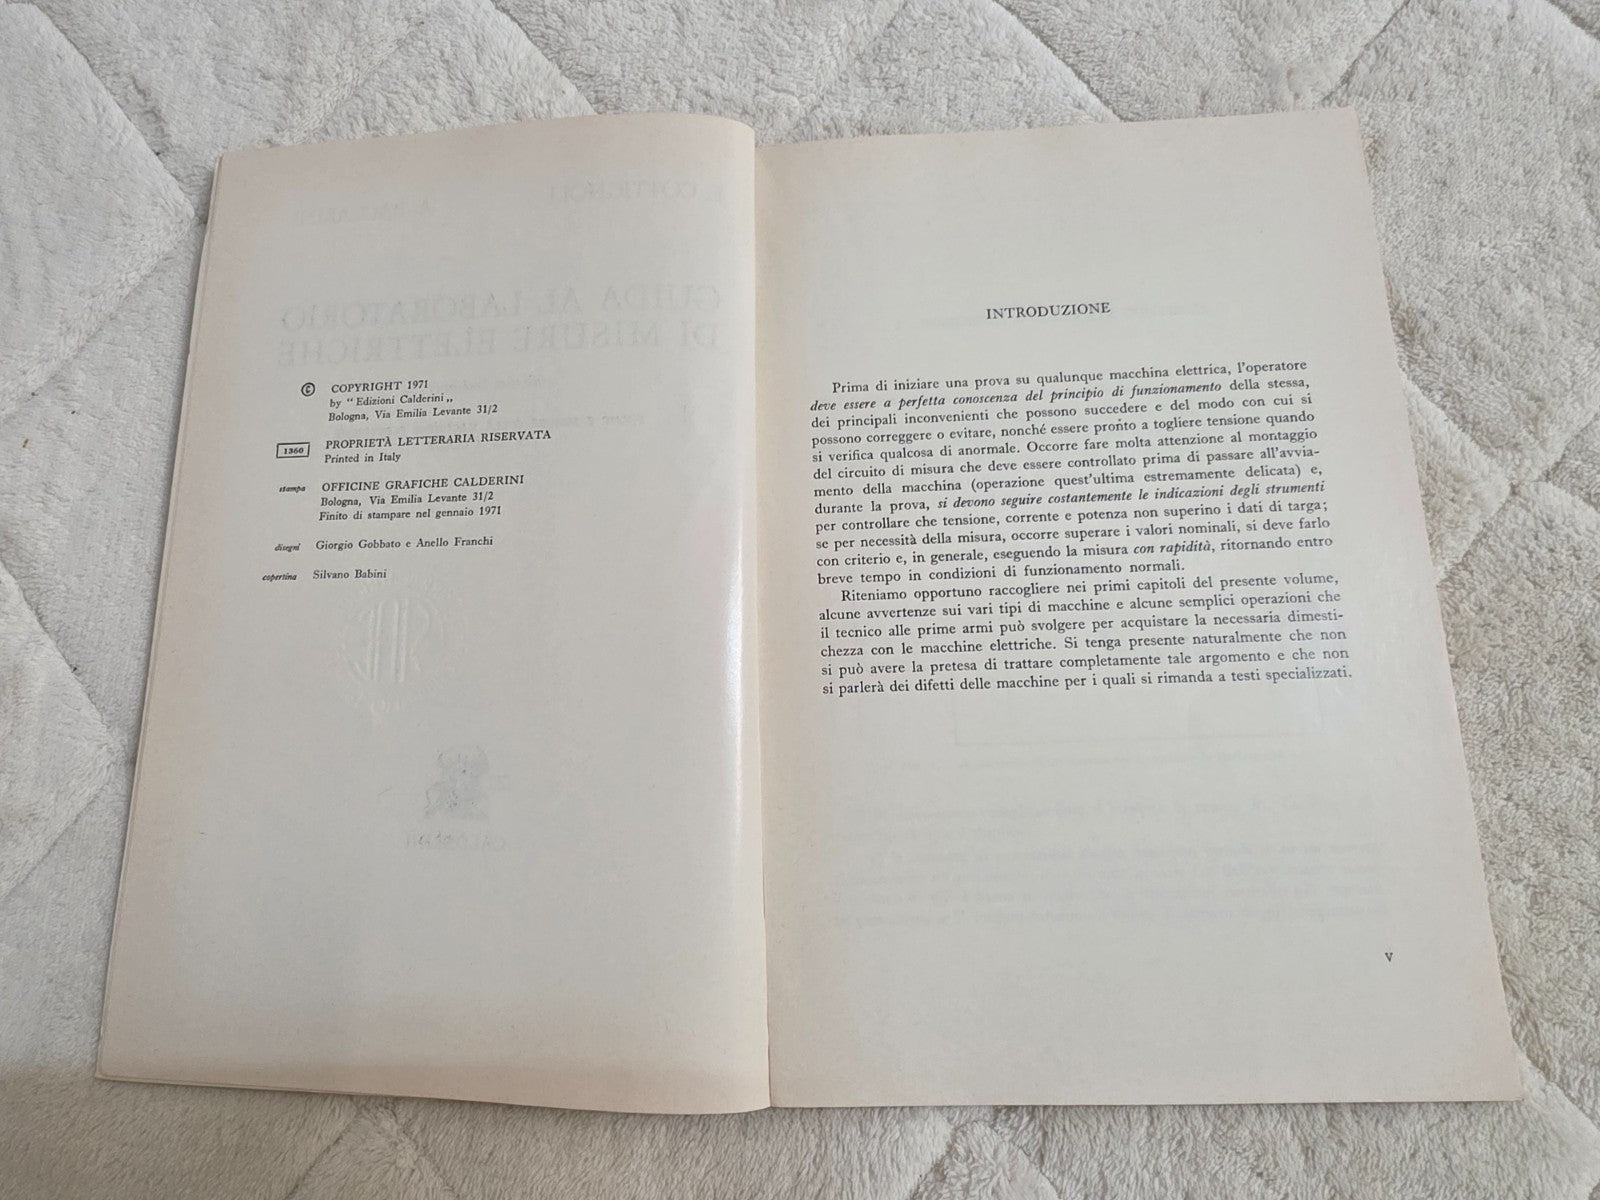 © COPYRIGHT 1971
by "Edizioni Calderini„
Bologna, Via Emilia Levante 31/2
1360 PROPRIETÀ LETTERARIA RISERVATA
Printed in Italy
stampa OFFICINE GRAFICHE CALDERINI
Bologna, Via Emilia Levante 31/2
Finito di stampare nel gennaio 1971
disegni Giorgio Gobbato e Anello Franchi
copertina Silvano Babini
GUIDA AL LABORATORIO
DI MISURE ELETTRICHE
CALDERINI
INTRODUZIONE
Prima di iniziare una prova su qualunque macchina elettrica, l'operatore
deve essere a perfetta conoscenza del principio di funzionamento della stessa,
dei principali inconvenienti che possono succedere e del modo con cui si
possono correggere o evitare, nonché essere pronto a togliere tensione quando
si verifica qualcosa di anormale. Occorre fare molta attenzione al montaggio
del circuito di misura che deve essere controllato prima di passare all'avvia-
mento della macchina (operazione quest'ultima estremamente delicata) e,
durante la prova, si devono seguire costantemente le indicazioni degli strumenti
per controllare che tensione, corrente e potenza non superino i dati di targa;
se per necessità della misura, occorre superare i valori nominali, si deve farlo
con criterio e, in generale, eseguendo la misura con rapidità, ritornando entro
breve tempo in condizioni di funzionamento normali.
Riteniamo opportuno raccogliere nei primi capitoli del presente volume,
alcune avvertenze sui vari tipi di macchine e alcune semplici operazioni che
il tecnico alle prime armi può svolgere per acquistare la necessaria dimesti-
chezza con le macchine elettriche. Si tenga presente naturalmente che non
si può avere la pretesa di trattare completamente tale argomento e che non
si parlerà dei difetti delle macchine per i quali si rimanda a testi specializzati.
V